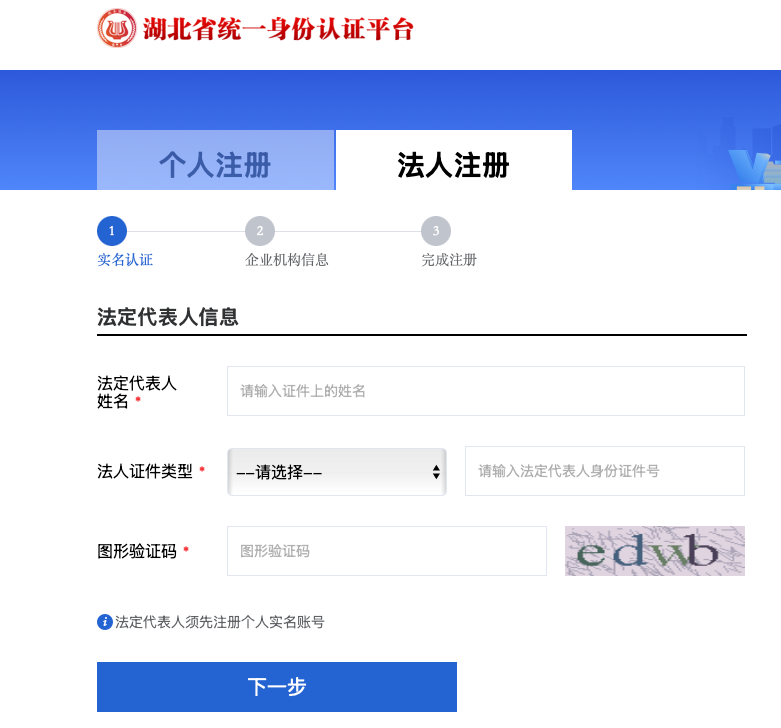 湖北省统一身份认证平台
个人注册
法人注册
1
2
3
实名认证
企业机构信息
完成注册
法定代表人信息
法定代表人
姓名 *
请输入证件上的姓名
法人证件类型 *
--请选择--
请输入法定代表人身份证件号
图形验证码 *
图形验证码
edwb
法定代表人须先注册个人实名账号
下一步